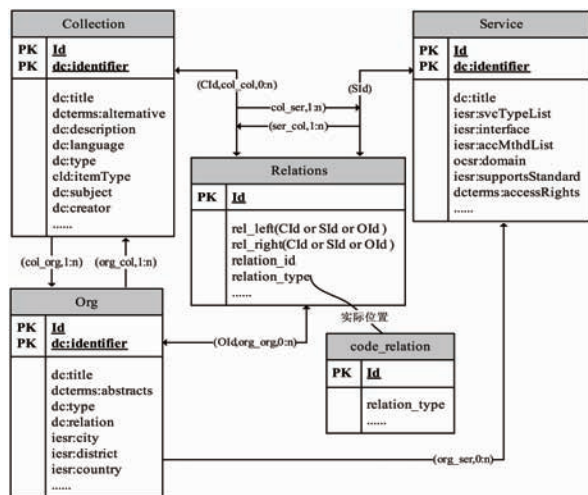 Collection
PK Id
PK dc:identifier
dc:title
dcterms:alternative
dc:description
dc:language
dc:type
cld:itemType
dc:subject
dc:creator
......
Service
PK Id
PK dc:identifier
dc:title
iesr:svcTypeList
iesr:interface
iesr:accMthdList
ocsr:domain
iesr:supportsStandard
dcterms:accessRights
......
(CId,col_col,0:n)
(SId)
col_ser,1:n)
(ser_col,1:n)
Relations
PK Id
rel_left(CId or SId or OId )
rel_right(CId or SId or OId )
relation_id
relation_type
......
(col_org,1:n)
(org_col,1:n)
Org
PK Id
PK dc:identifier
dc:title
dcterms:abstracts
dc:type
dc:relation
iesr:city
iesr:district
iesr:country
......
(OId,org_org,0:n)
实际位置
code_relation
PK Id
relation_type
......
(org_ser,0:n)